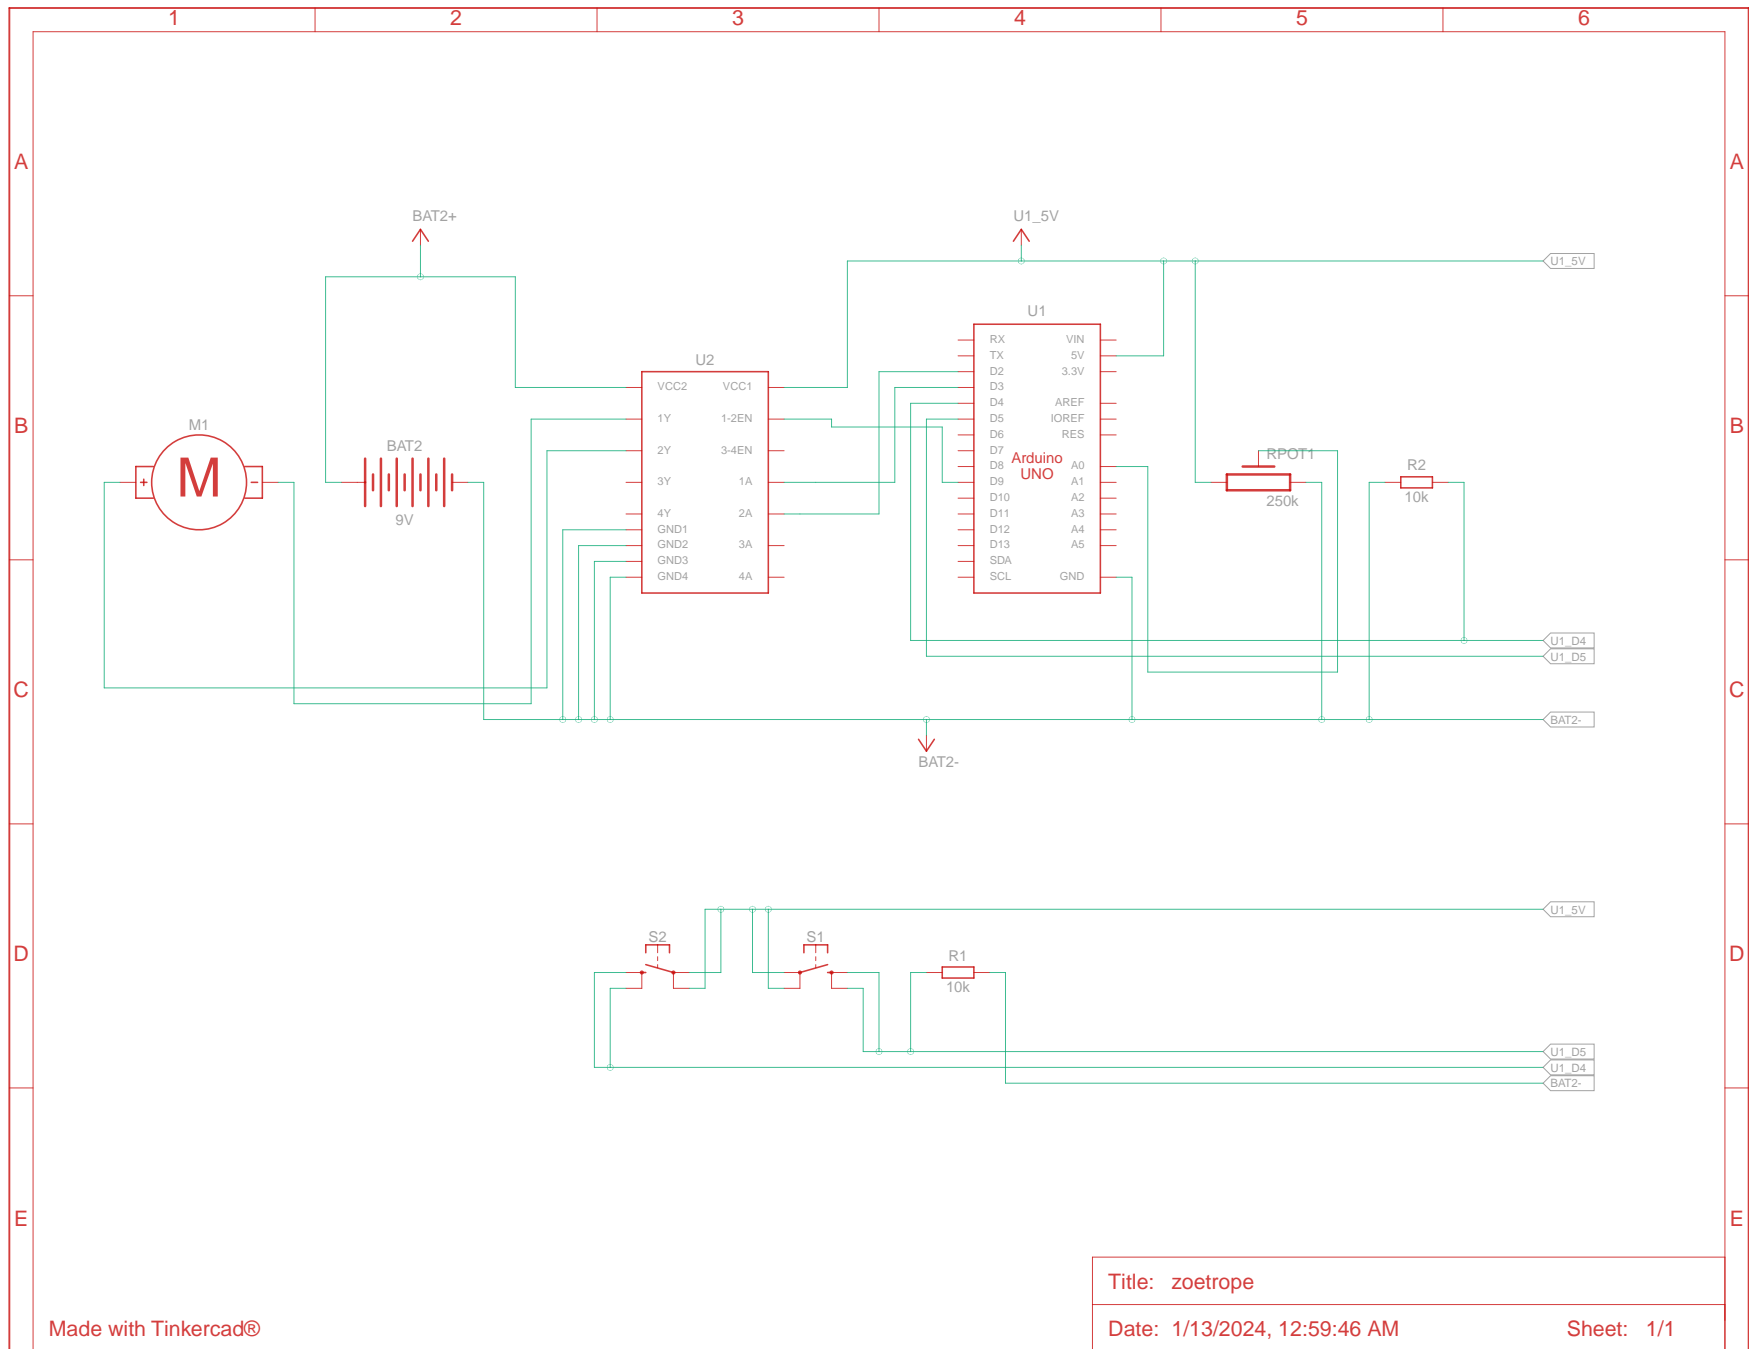 1 2 3 4 5 6
A A
BAT2+ U1_5V
U1_5V
U1
RX VIN
TX 5V
D2 3.3V
D3
D4 AREF
D5 IOREF
D6 RES
D7
D8 A0
D9 A1
D10 A2
D11 A3
D12 A4
D13 A5
SDA
SCL GND
Arduino
UNO
U2
VCC2 VCC1
1Y 1-2EN
2Y 3-4EN
3Y 1A
4Y 2A
GND1
GND2 3A
GND3
GND4 4A
B B
M1
M
+ -
BAT2
9V
RPOT1
250k
R2
10k
U1_D4
U1_D5
C C
BAT2-
BAT2-
U1_5V
S2 S1
D D
R1
10k
U1_D5
U1_D4
BAT2-
E E
Title: zoetrope
Made with Tinkercad®
Date: 1/13/2024, 12:59:46 AM Sheet: 1/1